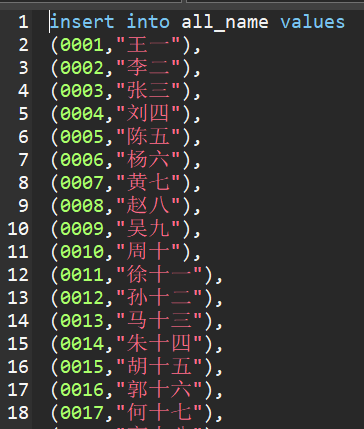 1 insert into all_name values
2 (0001,"王一"),
3 (0002,"李二"),
4 (0003,"张三"),
5 (0004,"刘四"),
6 (0005,"陈五"),
7 (0006,"杨六"),
8 (0007,"黄七"),
9 (0008,"赵八"),
10 (0009,"吴九"),
11 (0010,"周十"),
12 (0011,"徐十一"),
13 (0012,"孙十二"),
14 (0013,"马十三"),
15 (0014,"朱十四"),
16 (0015,"胡十五"),
17 (0016,"郭十六"),
18 (0017,"何十七"),